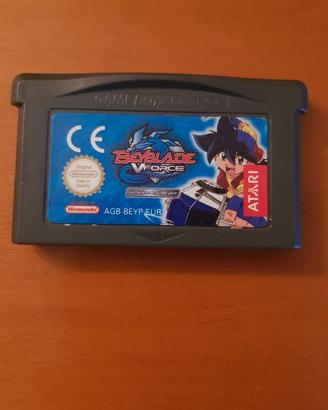 GAME BOY ADVANCE
CE
Original
Nintendo
BEYBLADE
V FORCE
Nintendo
AGB-BEYP-EUR
ATARI